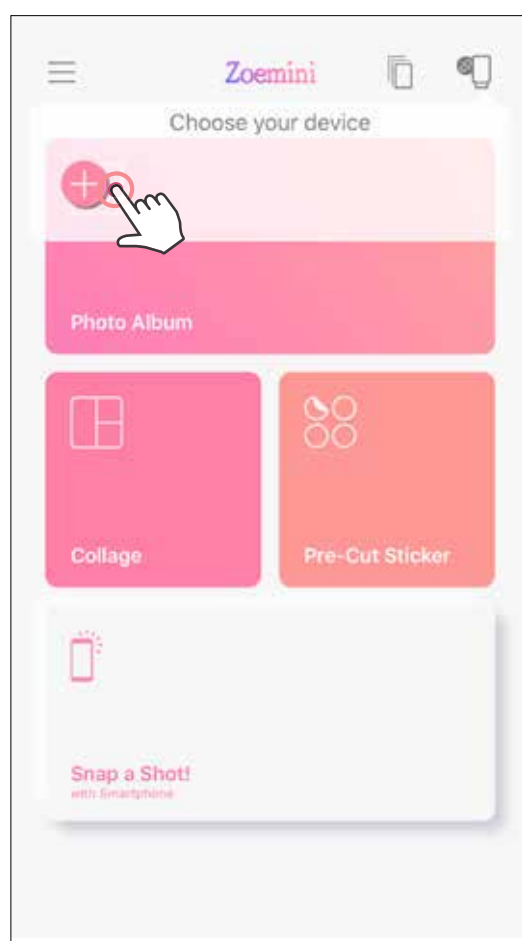 Zoemini
Choose your device
Photo Album
Collage
Pre-Cut Sticker
Snap a Shot!
with Smartphone